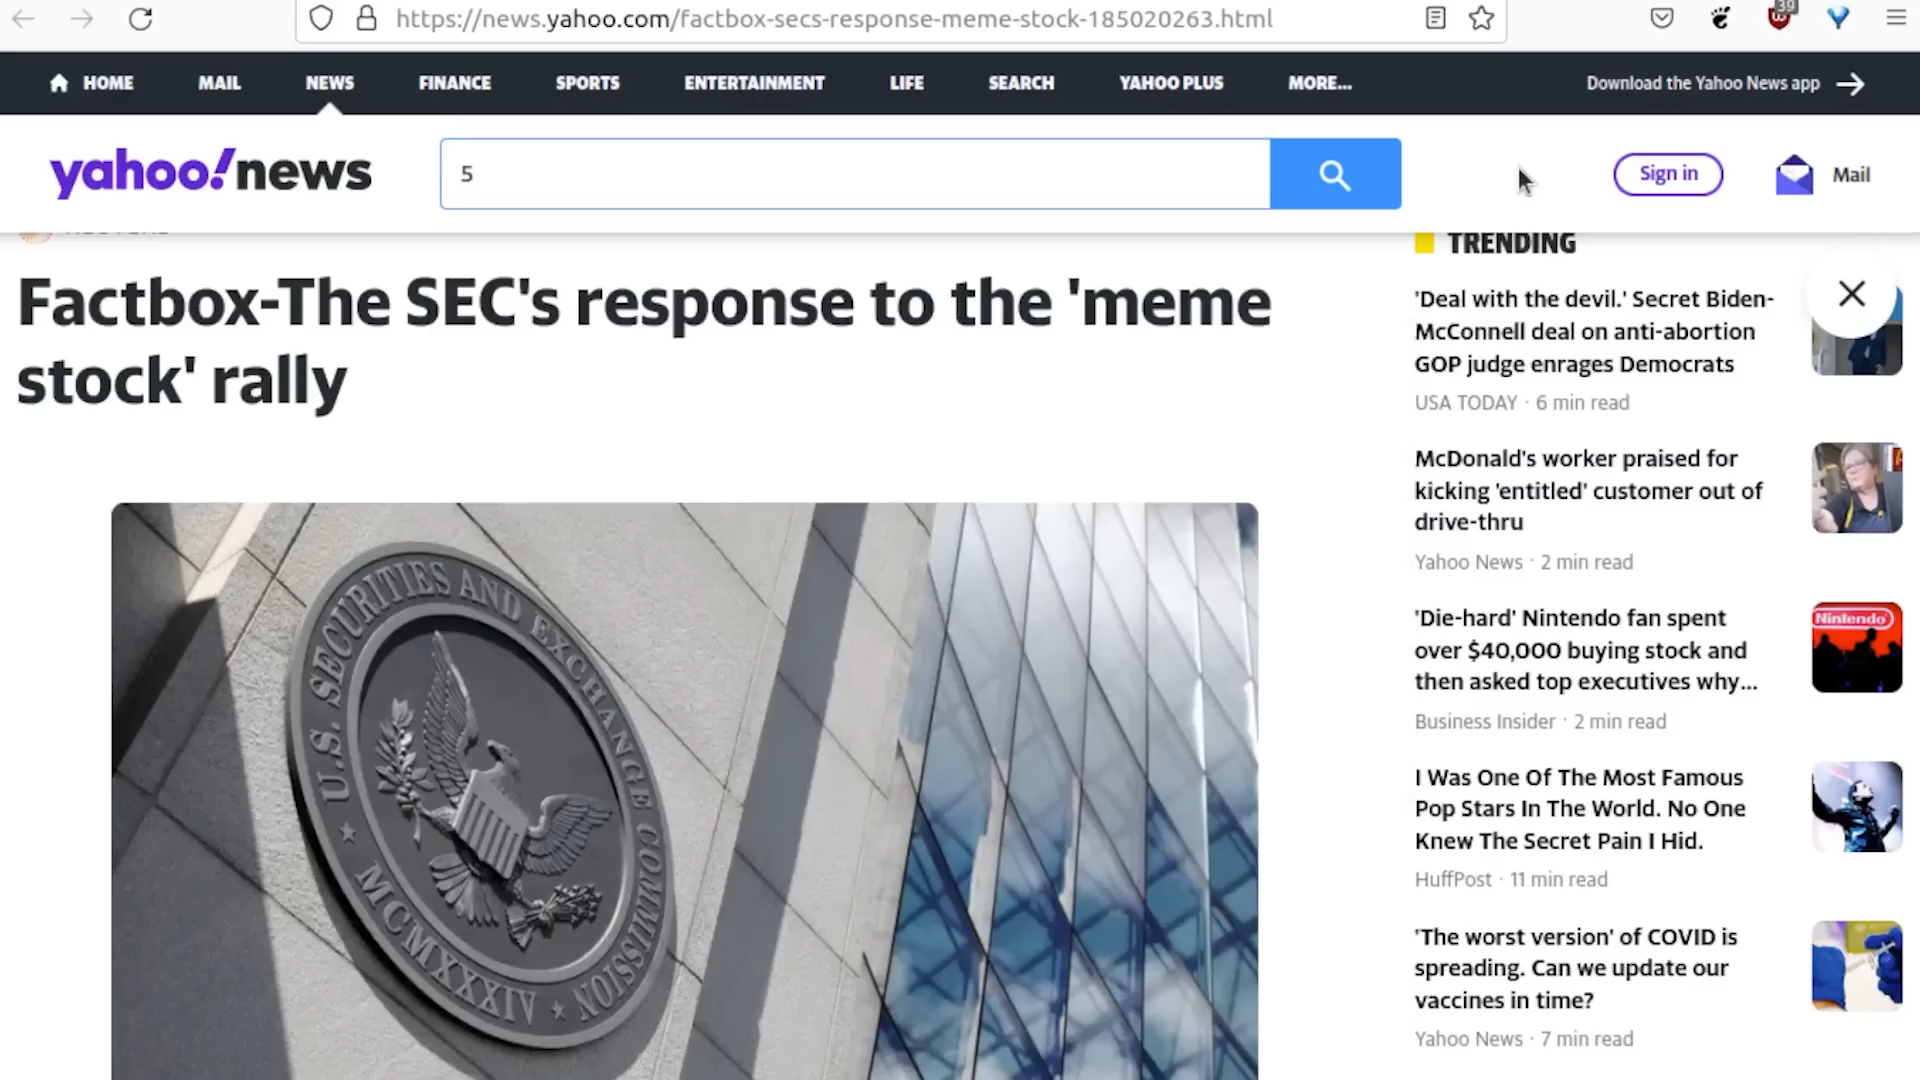 https://news.yahoo.com/factbox-secs-response-meme-stock-185020263.html
39
HOME MAIL NEWS FINANCE SPORTS ENTERTAINMENT LIFE SEARCH YAHOO PLUS MORE... Download the Yahoo News app
yahoo!news
5
Sign in
Mail
Factbox-The SEC's response to the 'meme
stock' rally
U.S. SECURITIES AND EXCHANGE COMMISSION
MCMXXXIV
TRENDING
'Deal with the devil.' Secret Biden-
McConnell deal on anti-abortion
GOP judge enrages Democrats
USA TODAY · 6 min read
McDonald's worker praised for
kicking 'entitled' customer out of
drive-thru
Yahoo News · 2 min read
'Die-hard' Nintendo fan spent
over $40,000 buying stock and
then asked top executives why...
Business Insider · 2 min read
Nintendo
I Was One Of The Most Famous
Pop Stars In The World. No One
Knew The Secret Pain I Hid.
HuffPost · 11 min read
'The worst version' of COVID is
spreading. Can we update our
vaccines in time?
Yahoo News · 7 min read